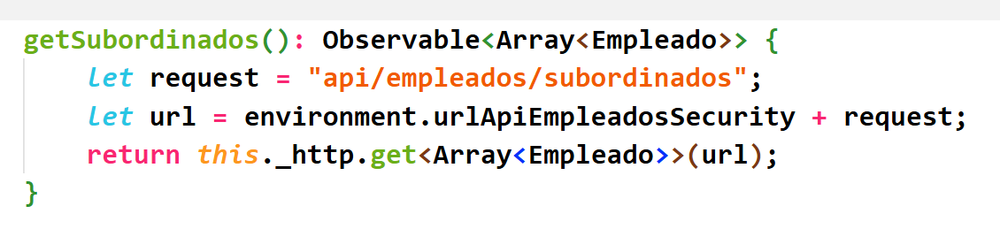 getSubordinados(): Observable<Array<Empleado>> {
    let request = "api/empleados/subordinados";
    let url = environment.urlApiEmpleadosSecurity + request;
    return this._http.get<Array<Empleado>>(url);
}